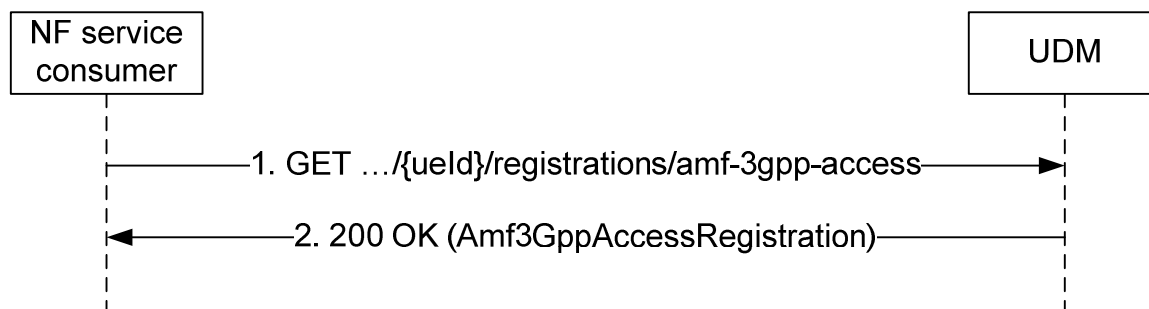 NF service
consumer
UDM
1. GET …/{ueId}/registrations/amf-3gpp-access
2. 200 OK (Amf3GppAccessRegistration)